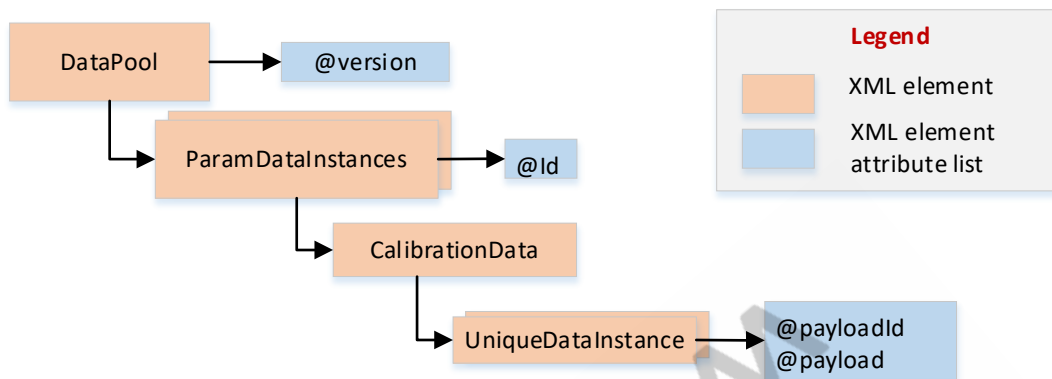 DataPool
@version
ParamDataInstances
@Id
CalibrationData
UniqueDataInstance
@payloadId
@payload
Legend
XML element
XML element
attribute list